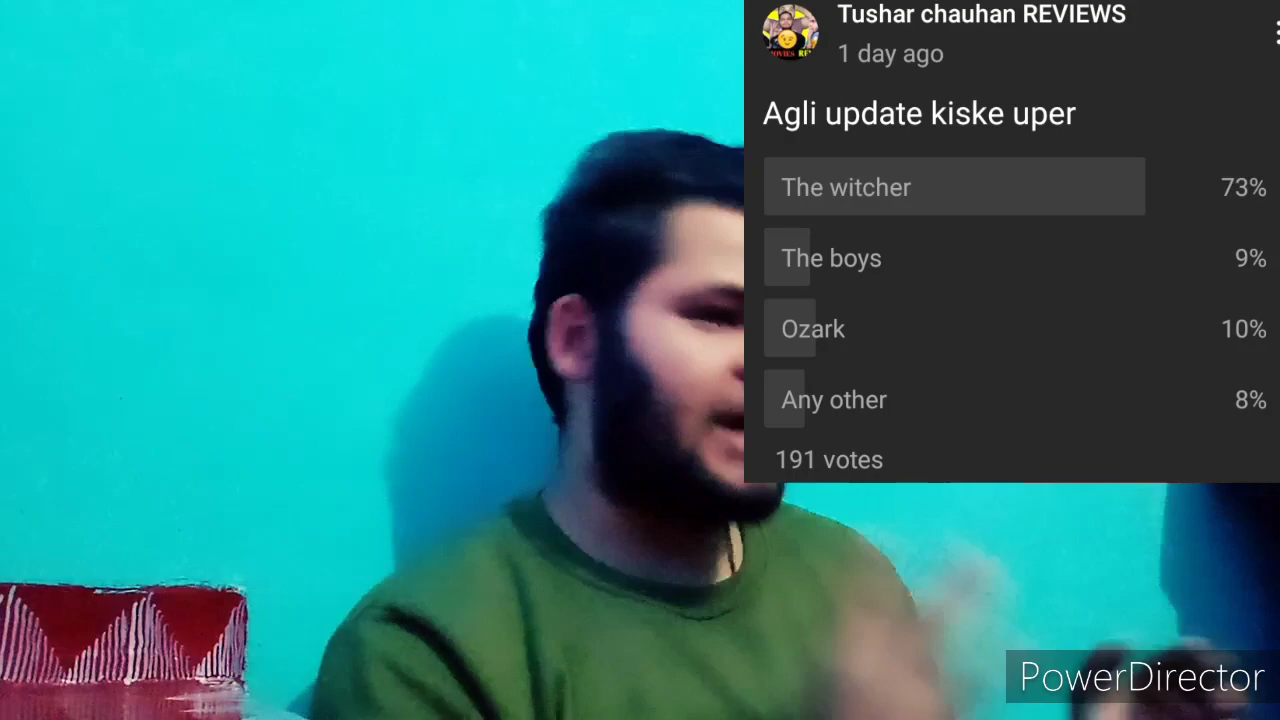 Tushar chauhan REVIEWS
1 day ago
Agli update kiske uper
The witcher 73%
The boys 9%
Ozark 10%
Any other 8%
191 votes
PowerDirector